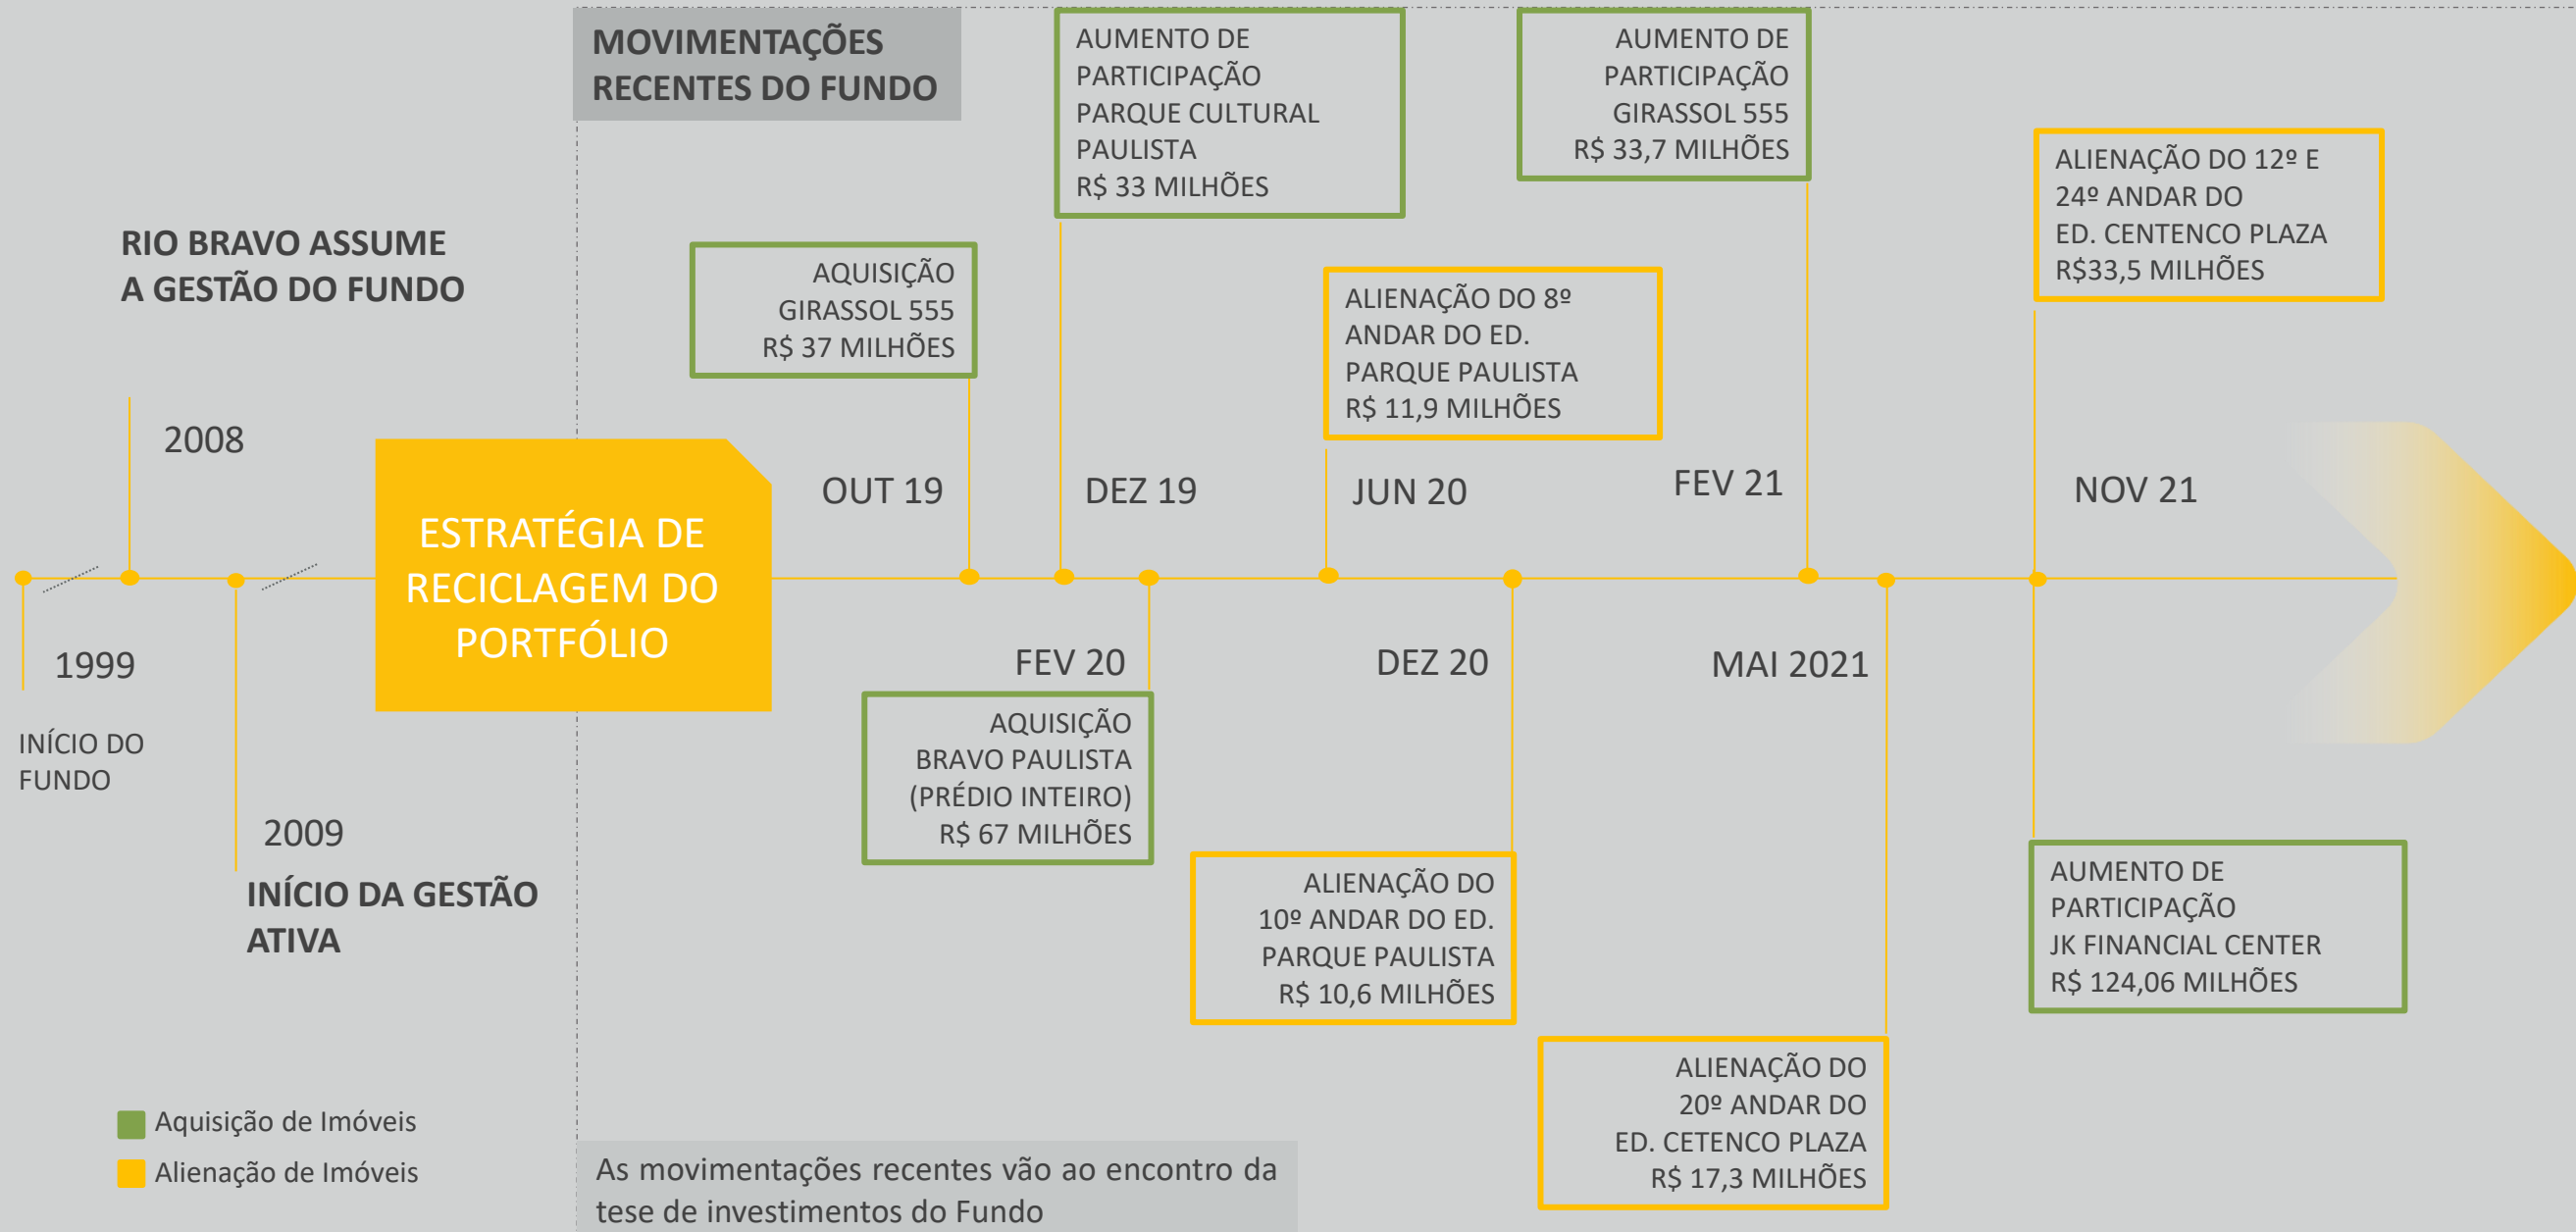 MOVIMENTAÇÕES
RECENTES DO FUNDO
RIO BRAVO ASSUME
A GESTÃO DO FUNDO
2008
1999
INÍCIO DO
FUNDO
2009
INÍCIO DA GESTÃO
ATIVA
ESTRATÉGIA DE
RECICLAGEM DO
PORTFÓLIO
AQUISIÇÃO
GIRASSOL 555
R$ 37 MILHÕES
OUT 19
AUMENTO DE
PARTICIPAÇÃO
PARQUE CULTURAL
PAULISTA
R$ 33 MILHÕES
DEZ 19
FEV 20
AQUISIÇÃO
BRAVO PAULISTA
(PRÉDIO INTEIRO)
R$ 67 MILHÕES
ALIENAÇÃO DO 8º
ANDAR DO ED.
PARQUE PAULISTA
R$ 11,9 MILHÕES
JUN 20
DEZ 20
ALIENAÇÃO DO
10º ANDAR DO ED.
PARQUE PAULISTA
R$ 10,6 MILHÕES
AUMENTO DE
PARTICIPAÇÃO
GIRASSOL 555
R$ 33,7 MILHÕES
FEV 21
MAI 2021
ALIENAÇÃO DO
20º ANDAR DO
ED. CETENCO PLAZA
R$ 17,3 MILHÕES
ALIENAÇÃO DO 12º E
24º ANDAR DO
ED. CENTENCO PLAZA
R$33,5 MILHÕES
NOV 21
AUMENTO DE
PARTICIPAÇÃO
JK FINANCIAL CENTER
R$ 124,06 MILHÕES
Aquisição de Imóveis
Alienação de Imóveis
As movimentações recentes vão ao encontro da
tese de investimentos do Fundo